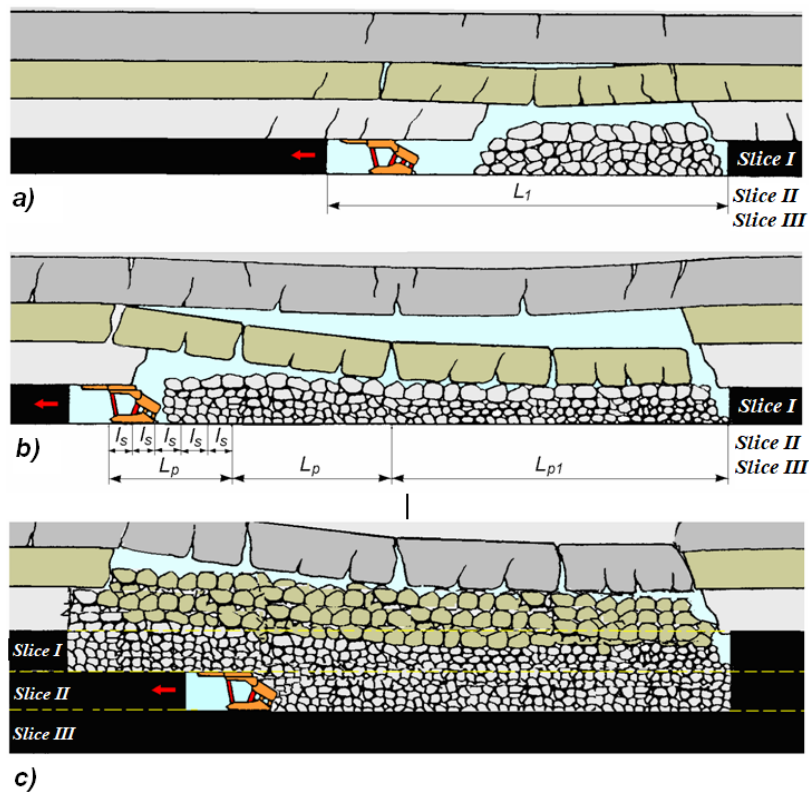 Slice I
a)
L1
Slice II
Slice III
Slice I
b)
ls ls ls ls ls
Lp Lp Lp1
Slice II
Slice III
Slice I
Slice II
Slice III
c)